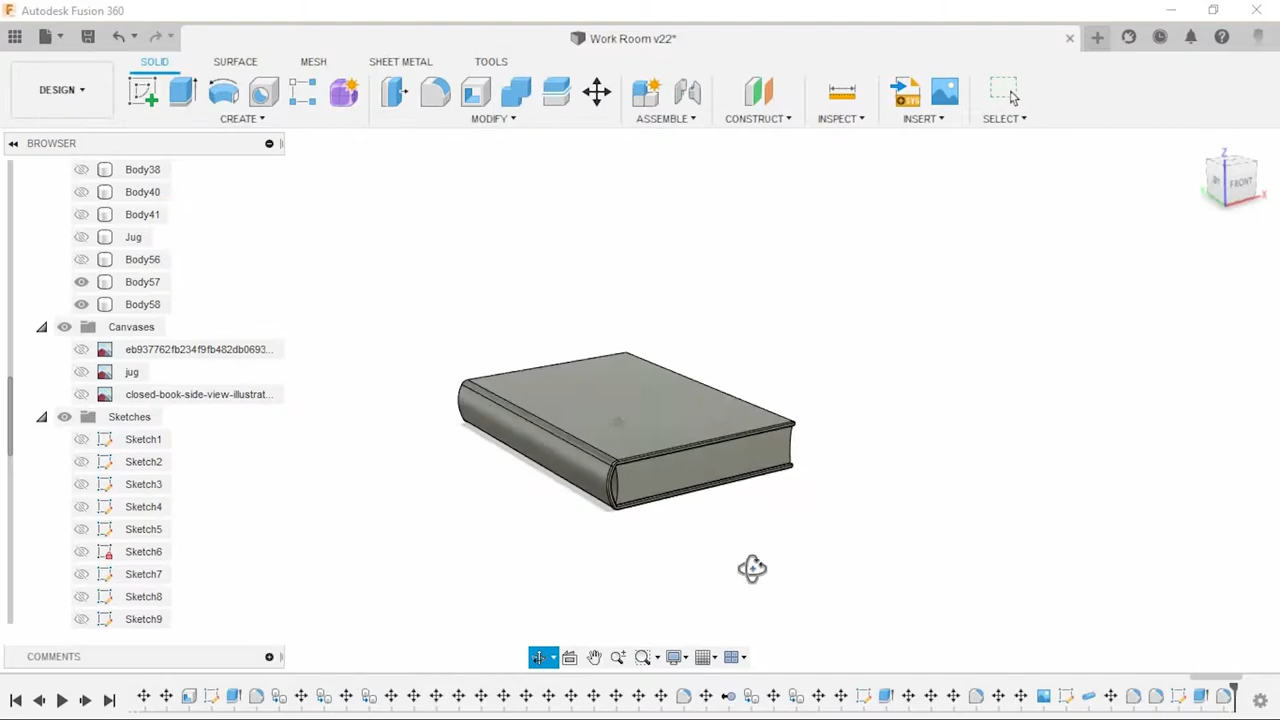 Autodesk Fusion 360
Work Room v22*
SOLID SURFACE MESH SHEET METAL TOOLS
DESIGN
CREATE MODIFY ASSEMBLE CONSTRUCT INSPECT INSERT SELECT
BROWSER
Body38
Body40
Body41
Jug
Body56
Body57
Body58
Canvases
eb937762fb234f9fb482db0693...
jug
closed-book-side-view-illustrat...
Sketches
Sketch1
Sketch2
Sketch3
Sketch4
Sketch5
Sketch6
Sketch7
Sketch8
Sketch9
COMMENTS
Z
FRONT
X